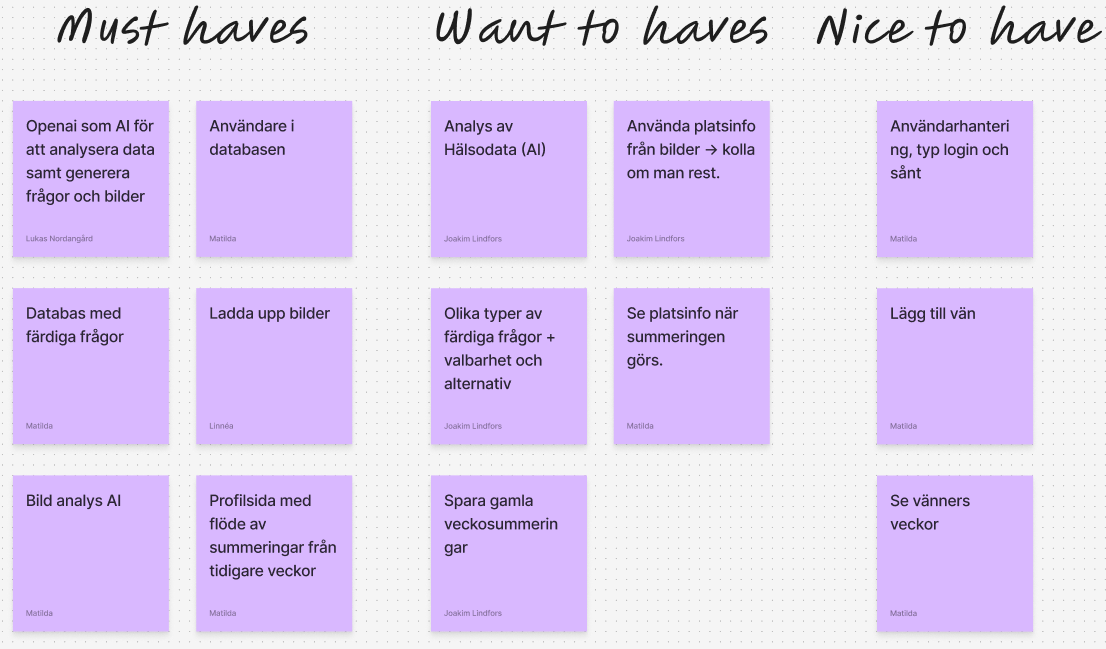 Must haves
Want to haves
Nice to have
Openai som AI för
att analysera data
samt generera
frågor och bilder
Lukas Nordangård
Användare i
databasen
Matilda
Analys av
Hälsodata (AI)
Joakim Lindfors
Använda platsinfo
från bilder → kolla
om man rest.
Joakim Lindfors
Användarhanteri
ng, typ login och
sånt
Matilda
Databas med
färdiga frågor
Matilda
Ladda upp bilder
Linnéa
Olika typer av
färdiga frågor +
valbarhet och
alternativ
Joakim Lindfors
Se platsinfo när
summeringen
görs.
Matilda
Lägg till vän
Matilda
Bild analys AI
Matilda
Profilsida med
flöde av
summeringar från
tidigare veckor
Matilda
Spara gamla
veckosummerin
gar
Joakim Lindfors
Se vänners
veckor
Matilda